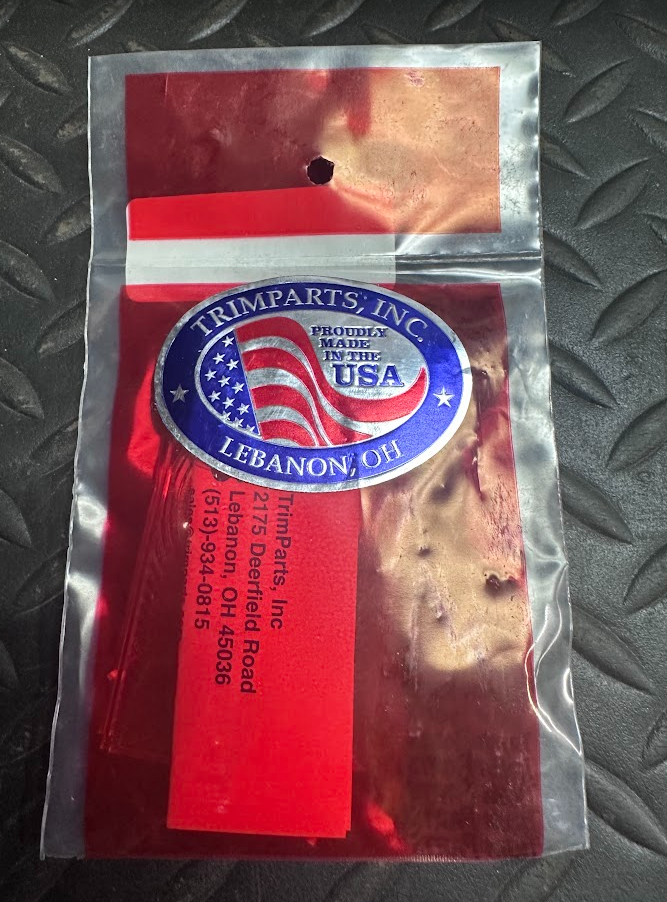 TRIMPARTS, INC.
PROUDLY
MADE
IN THE
USA
LEBANON, OH
TrimParts, Inc
2175 Deerfield Road
Lebanon, OH 45036
(513)-934-0815